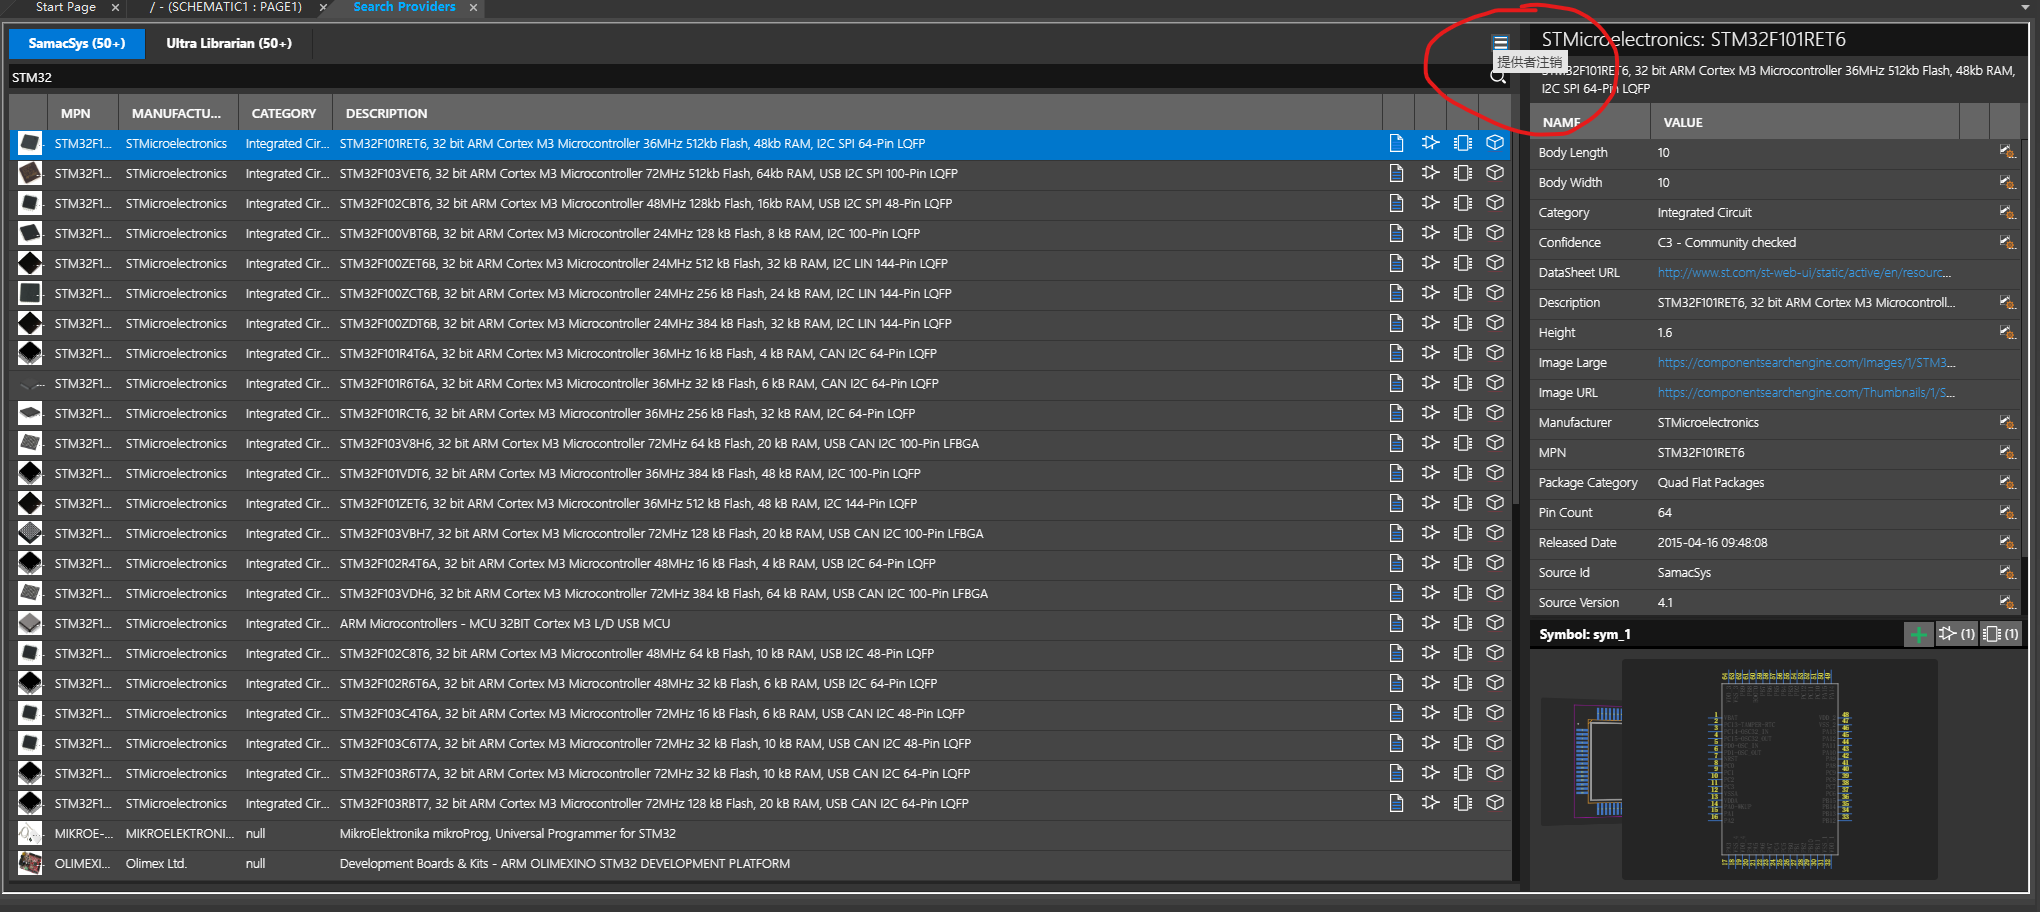 Start Page
/ - (SCHEMATIC1 : PAGE1)
Search Providers
SamacSys (50+)
Ultra Librarian (50+)
提供者注销
STM32
MPN MANUFACTU... CATEGORY DESCRIPTION
STM32F1... STMicroelectronics Integrated Cir... STM32F101RET6, 32 bit ARM Cortex M3 Microcontroller 36MHz 512kb Flash, 48kb RAM, I2C SPI 64-Pin LQFP
STM32F1... STMicroelectronics Integrated Cir... STM32F103VET6, 32 bit ARM Cortex M3 Microcontroller 72MHz 512kb Flash, 64kb RAM, USB I2C SPI 100-Pin LQFP
STM32F1... STMicroelectronics Integrated Cir... STM32F102CBT6, 32 bit ARM Cortex M3 Microcontroller 48MHz 128kb Flash, 16kb RAM, USB I2C SPI 48-Pin LQFP
STM32F1... STMicroelectronics Integrated Cir... STM32F100VBT6B, 32 bit ARM Cortex M3 Microcontroller 24MHz 128 kB Flash, 8 kB RAM, I2C 100-Pin LQFP
STM32F1... STMicroelectronics Integrated Cir... STM32F100ZET6B, 32 bit ARM Cortex M3 Microcontroller 24MHz 512 kB Flash, 32 kB RAM, I2C LIN 144-Pin LQFP
STM32F1... STMicroelectronics Integrated Cir... STM32F100ZCT6B, 32 bit ARM Cortex M3 Microcontroller 24MHz 256 kB Flash, 24 kB RAM, I2C LIN 144-Pin LQFP
STM32F1... STMicroelectronics Integrated Cir... STM32F100ZDT6B, 32 bit ARM Cortex M3 Microcontroller 24MHz 384 kB Flash, 32 kB RAM, I2C LIN 144-Pin LQFP
STM32F1... STMicroelectronics Integrated Cir... STM32F101R4T6A, 32 bit ARM Cortex M3 Microcontroller 36MHz 16 kB Flash, 4 kB RAM, CAN I2C 64-Pin LQFP
STM32F1... STMicroelectronics Integrated Cir... STM32F101R6T6A, 32 bit ARM Cortex M3 Microcontroller 36MHz 32 kB Flash, 6 kB RAM, CAN I2C 64-Pin LQFP
STM32F1... STMicroelectronics Integrated Cir... STM32F101RCT6, 32 bit ARM Cortex M3 Microcontroller 36MHz 256 kB Flash, 32 kB RAM, I2C 64-Pin LQFP
STM32F1... STMicroelectronics Integrated Cir... STM32F103V8H6, 32 bit ARM Cortex M3 Microcontroller 72MHz 64 kB Flash, 20 kB RAM, USB CAN I2C 100-Pin LFBGA
STM32F1... STMicroelectronics Integrated Cir... STM32F101VDT6, 32 bit ARM Cortex M3 Microcontroller 36MHz 384 kB Flash, 48 kB RAM, I2C 100-Pin LQFP
STM32F1... STMicroelectronics Integrated Cir... STM32F101ZET6, 32 bit ARM Cortex M3 Microcontroller 36MHz 512 kB Flash, 48 kB RAM, I2C 144-Pin LQFP
STM32F1... STMicroelectronics Integrated Cir... STM32F103VBH7, 32 bit ARM Cortex M3 Microcontroller 72MHz 128 kB Flash, 20 kB RAM, USB CAN I2C 100-Pin LFBGA
STM32F1... STMicroelectronics Integrated Cir... STM32F102R4T6A, 32 bit ARM Cortex M3 Microcontroller 48MHz 16 kB Flash, 4 kB RAM, USB I2C 64-Pin LQFP
STM32F1... STMicroelectronics Integrated Cir... STM32F103VDH6, 32 bit ARM Cortex M3 Microcontroller 72MHz 384 kB Flash, 64 kB RAM, USB CAN I2C 100-Pin LFBGA
STM32F1... STMicroelectronics Integrated Cir... ARM Microcontrollers - MCU 32BIT Cortex M3 L/D USB MCU
STM32F1... STMicroelectronics Integrated Cir... STM32F102C8T6, 32 bit ARM Cortex M3 Microcontroller 48MHz 64 kB Flash, 10 kB RAM, USB I2C 48-Pin LQFP
STM32F1... STMicroelectronics Integrated Cir... STM32F102R6T6A, 32 bit ARM Cortex M3 Microcontroller 48MHz 32 kB Flash, 6 kB RAM, USB I2C 64-Pin LQFP
STM32F1... STMicroelectronics Integrated Cir... STM32F103C4T6A, 32 bit ARM Cortex M3 Microcontroller 72MHz 16 kB Flash, 6 kB RAM, USB CAN I2C 48-Pin LQFP
STM32F1... STMicroelectronics Integrated Cir... STM32F103C6T7A, 32 bit ARM Cortex M3 Microcontroller 72MHz 32 kB Flash, 10 kB RAM, USB CAN I2C 48-Pin LQFP
STM32F1... STMicroelectronics Integrated Cir... STM32F103R6T7A, 32 bit ARM Cortex M3 Microcontroller 72MHz 32 kB Flash, 10 kB RAM, USB CAN I2C 64-Pin LQFP
STM32F1... STMicroelectronics Integrated Cir... STM32F103RBT7, 32 bit ARM Cortex M3 Microcontroller 72MHz 128 kB Flash, 20 kB RAM, USB CAN I2C 64-Pin LQFP
MIKROE-... MIKROELEKTRONI... null MikroElektronika mikroProg, Universal Programmer for STM32
OLIMEXI... Olimex Ltd. null Development Boards & Kits - ARM OLIMEXINO STM32 DEVELOPMENT PLATFORM
STMicroelectronics: STM32F101RET6
STM32F101RET6, 32 bit ARM Cortex M3 Microcontroller 36MHz 512kb Flash, 48kb RAM,
I2C SPI 64-Pin LQFP
NAME VALUE
Body Length 10
Body Width 10
Category Integrated Circuit
Confidence C3 - Community checked
DataSheet URL http://www.st.com/st-web-ui/static/active/en/resourc...
Description STM32F101RET6, 32 bit ARM Cortex M3 Microcontroll...
Height 1.6
Image Large https://componentsearchengine.com/Images/1/STM3...
Image URL https://componentsearchengine.com/Thumbnails/1/S...
Manufacturer STMicroelectronics
MPN STM32F101RET6
Package Category Quad Flat Packages
Pin Count 64
Released Date 2015-04-16 09:48:08
Source Id SamacSys
Source Version 4.1
Symbol: sym_1
(1)
(1)